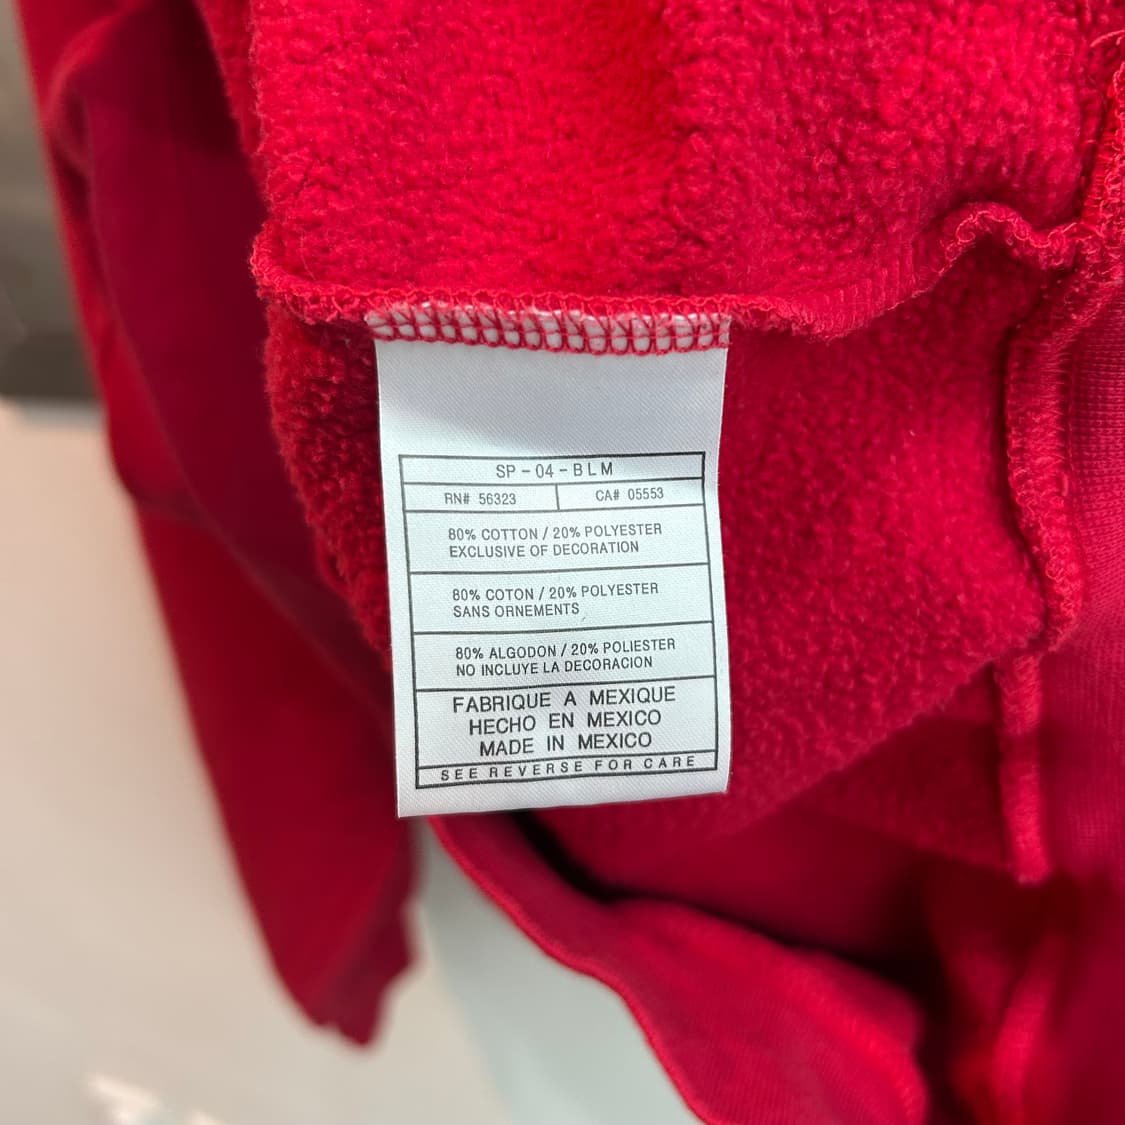 SP-04-BLM
RN# 56323 CA# 05553
80% COTTON / 20% POLYESTER
EXCLUSIVE OF DECORATION
80% COTON / 20% POLYESTER
SANS ORNEMENTS
80% ALGODON / 20% POLIESTER
NO INCLUYE LA DECORACION
FABRIQUE A MEXIQUE
HECHO EN MEXICO
MADE IN MEXICO
SEE REVERSE FOR CARE